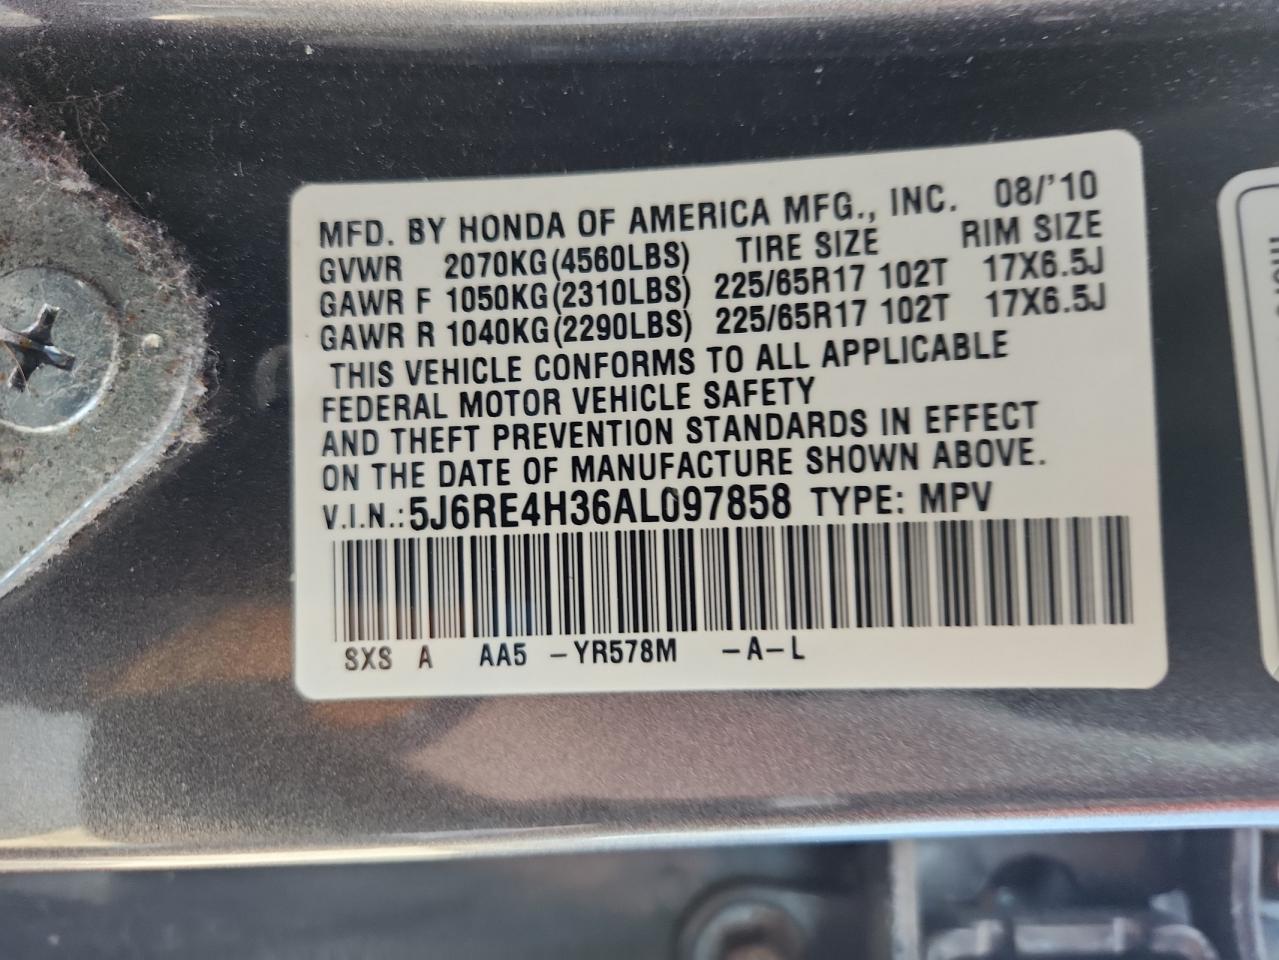 MFD. BY HONDA OF AMERICA MFG., INC. 08/'10
GVWR 2070KG(4560LBS) TIRE SIZE RIM SIZE
GAWR F 1050KG(2310LBS) 225/65R17 102T 17X6.5J
GAWR R 1040KG(2290LBS) 225/65R17 102T 17X6.5J
THIS VEHICLE CONFORMS TO ALL APPLICABLE
FEDERAL MOTOR VEHICLE SAFETY
AND THEFT PREVENTION STANDARDS IN EFFECT
ON THE DATE OF MANUFACTURE SHOWN ABOVE.
V.I.N.:5J6RE4H36AL097858 TYPE: MPV
SXS A AA5 -YR578M -A-L